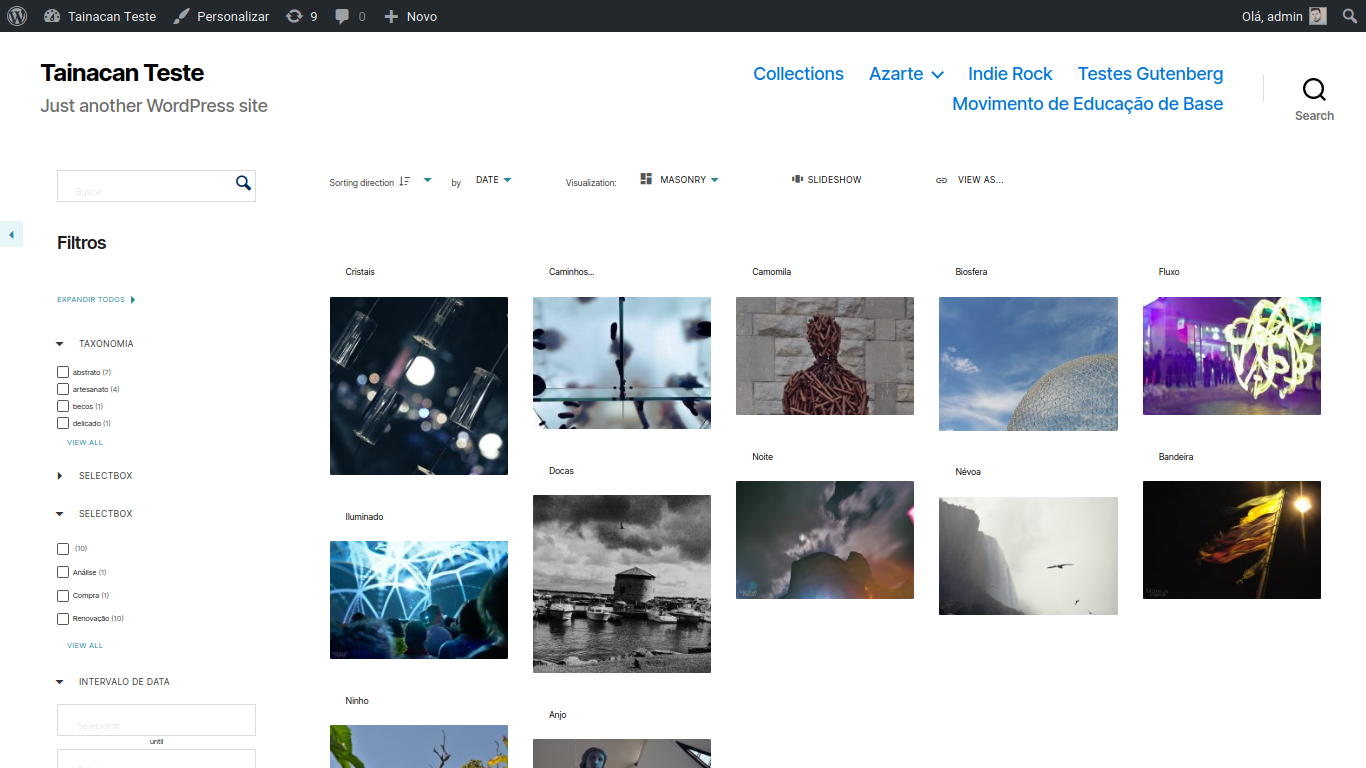 Tainacan Teste
Personalizar
9
0
Novo
Olá, admin
Tainacan Teste
Just another WordPress site
Collections
Azarte
Indie Rock
Testes Gutenberg
Movimento de Educação de Base
Search
Busca
Sorting direction
by
DATE
Visualization:
MASONRY
SLIDESHOW
VIEW AS...
Filtros
EXPANDIR TODOS
TAXONOMIA
abstrato (7)
artesanato (4)
becos (1)
delicado (1)
VIEW ALL
SELECTBOX
SELECTBOX
(10)
Análise (1)
Compra (1)
Renovação (10)
VIEW ALL
INTERVALO DE DATA
Selecionar
until
Cristais
Caminhos...
Camomila
Biosfera
Fluxo
Docas
Noite
Névoa
Bandeira
Iluminado
Ninho
Anjo